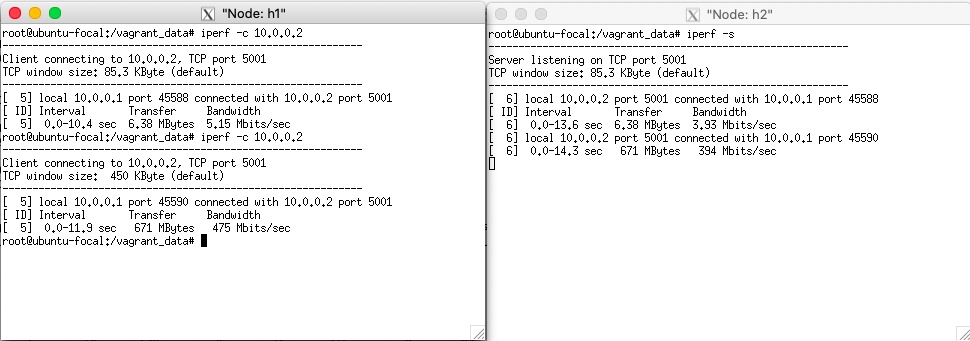 "Node: h1"
root@ubuntu-focal:/vagrant_data# iperf -c 10.0.0.2
------------------------------------------------------------
Client connecting to 10.0.0.2, TCP port 5001
TCP window size: 85.3 KByte (default)
------------------------------------------------------------
[  5] local 10.0.0.1 port 45588 connected with 10.0.0.2 port 5001
[ ID] Interval       Transfer     Bandwidth
[  5]  0.0-10.4 sec  6.38 MBytes  5.15 Mbits/sec
root@ubuntu-focal:/vagrant_data# iperf -c 10.0.0.2
------------------------------------------------------------
Client connecting to 10.0.0.2, TCP port 5001
TCP window size:  450 KByte (default)
------------------------------------------------------------
[  5] local 10.0.0.1 port 45590 connected with 10.0.0.2 port 5001
[ ID] Interval       Transfer     Bandwidth
[  5]  0.0-11.9 sec   671 MBytes   475 Mbits/sec
root@ubuntu-focal:/vagrant_data#
"Node: h2"
root@ubuntu-focal:/vagrant_data# iperf -s
------------------------------------------------------------
Server listening on TCP port 5001
TCP window size: 85.3 KByte (default)
------------------------------------------------------------
[  6] local 10.0.0.2 port 5001 connected with 10.0.0.1 port 45588
[ ID] Interval       Transfer     Bandwidth
[  6]  0.0-13.6 sec  6.38 MBytes  3.93 Mbits/sec
[  6] local 10.0.0.2 port 5001 connected with 10.0.0.1 port 45590
[  6]  0.0-14.3 sec   671 MBytes   394 Mbits/sec